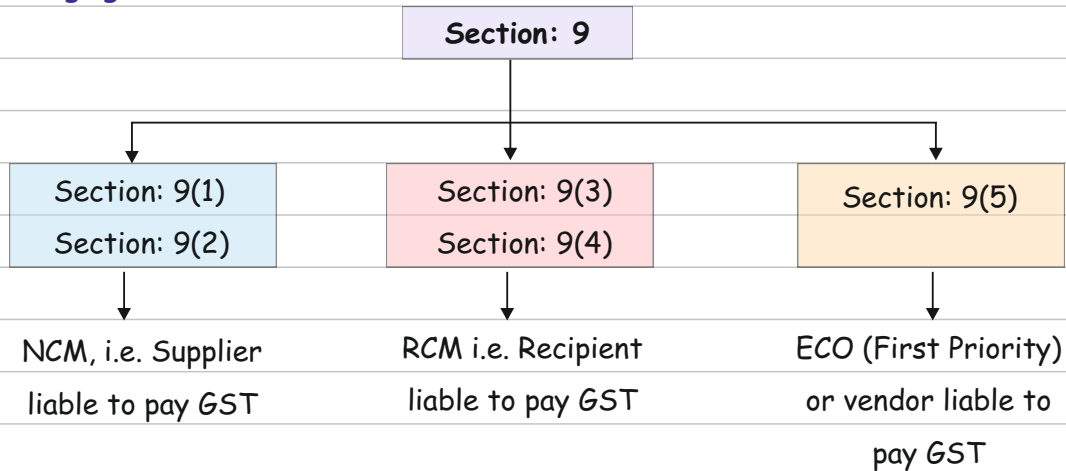 Section: 9
Section: 9(1)
Section: 9(2)
Section: 9(3)
Section: 9(4)
Section: 9(5)
NCM, i.e. Supplier
liable to pay GST
RCM i.e. Recipient
liable to pay GST
ECO (First Priority)
or vendor liable to
pay GST